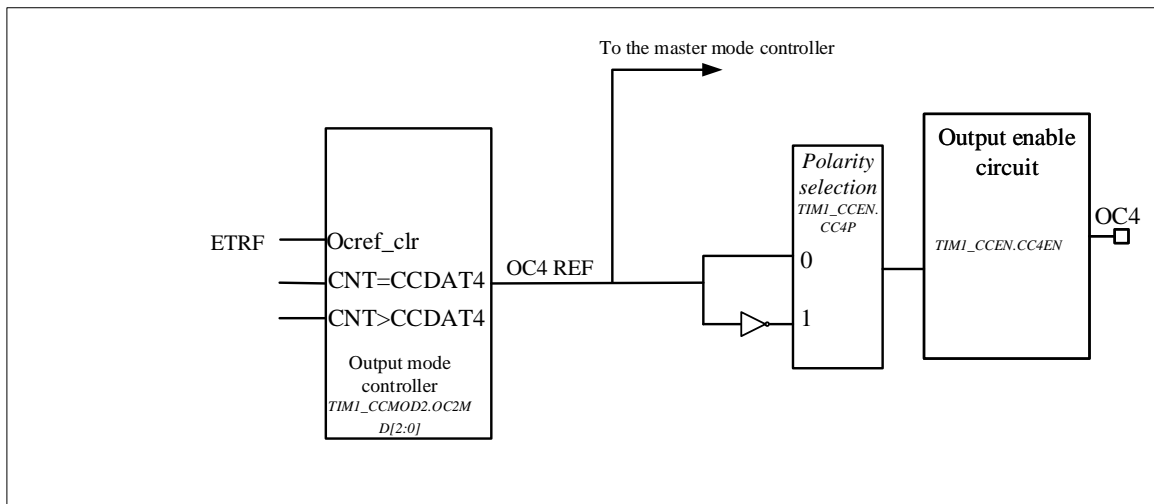 To the master mode controller
Output enable
circuit
Polarity
selection
TIM1_CCEN.
CC4P
OC4
ETRF
Ocref_clr
TIM1_CCEN.CC4EN
0
OC4 REF
CNT=CCDAT4
CNT>CCDAT4
1
Output mode
controller
TIM1_CCMOD2.OC2M
D[2:0]